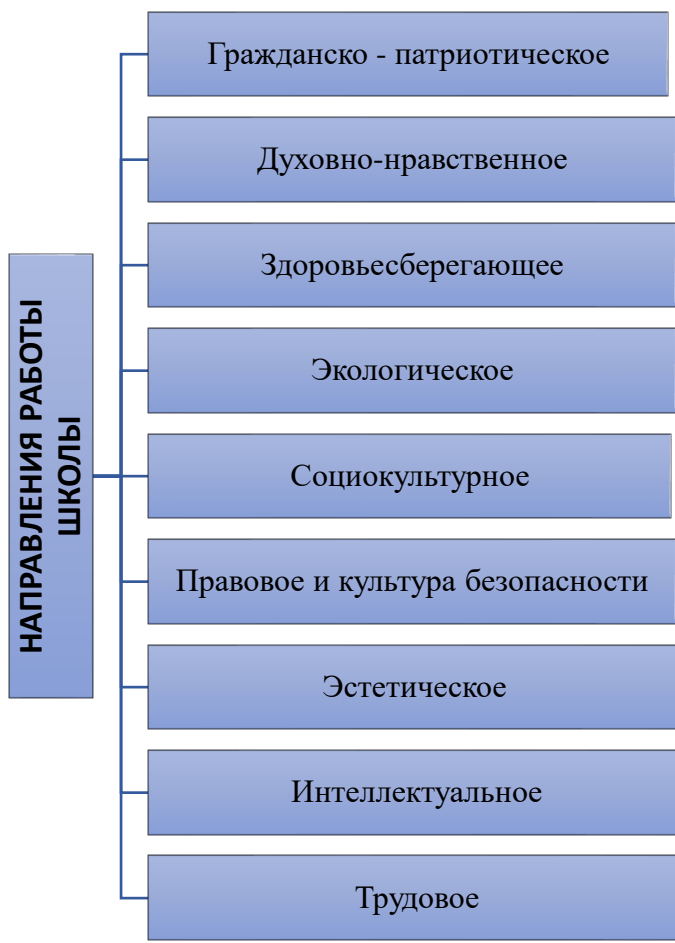 НАПРАВЛЕНИЯ РАБОТЫ
ШКОЛЫ
Гражданско - патриотическое
Духовно-нравственное
Здоровьесберегающее
Экологическое
Социокультурное
Правовое и культура безопасности
Эстетическое
Интеллектуальное
Трудовое